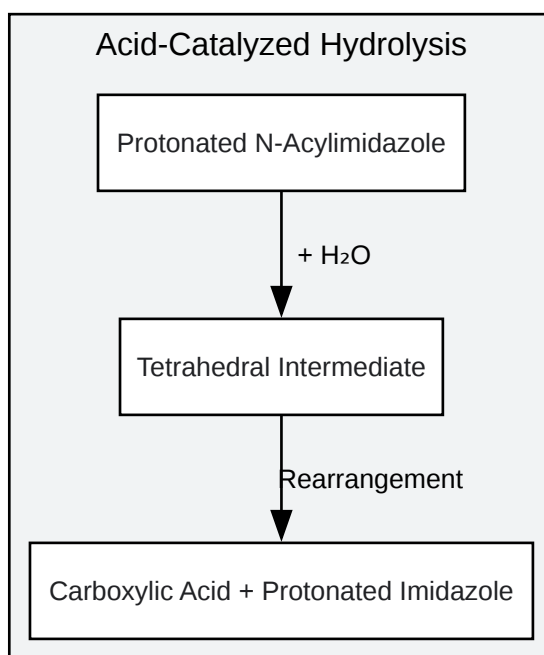 Acid-Catalyzed Hydrolysis
Protonated N-Acylimidazole
+ H₂O
Tetrahedral Intermediate
Rearrangement
Carboxylic Acid + Protonated Imidazole